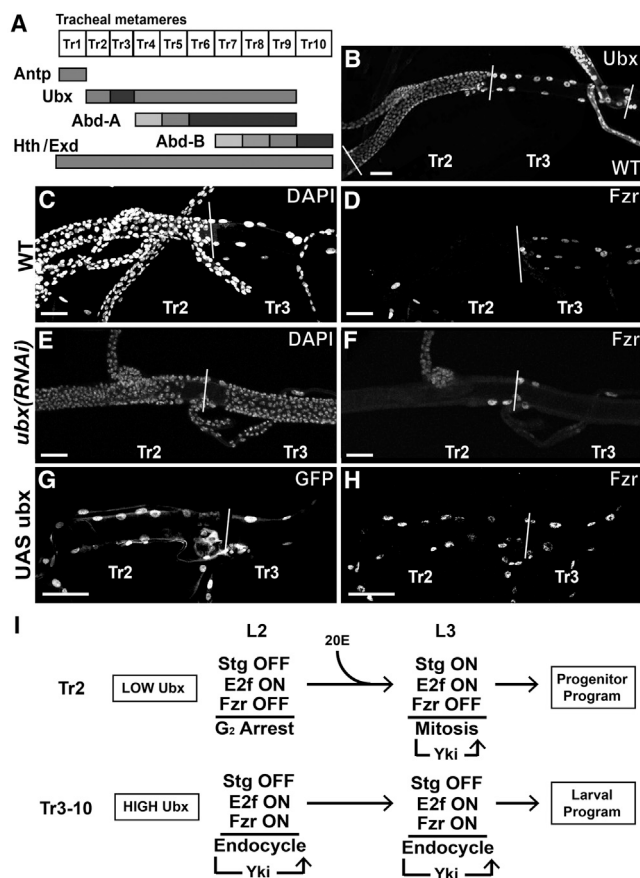 A
Tracheal metameres
Tr1 Tr2 Tr3 Tr4 Tr5 Tr6 Tr7 Tr8 Tr9 Tr10
Antp
Ubx
Abd-A
Abd-B
Hth/Exd
B
Ubx
Tr2 Tr3
WT
WT
C
DAPI
Tr2 Tr3
D
Fzr
Tr2 Tr3
ubx(RNAi)
E
DAPI
Tr2 Tr3
F
Fzr
Tr2 Tr3
UAS ubx
G
GFP
Tr2 Tr3
H
Fzr
Tr2 Tr3
I
L2 20E L3
Tr2
LOW Ubx
Stg OFF
E2f ON
Fzr OFF
G2 Arrest
Stg ON
E2f ON
Fzr OFF
Mitosis
Yki
Progenitor
Program
Tr3-10
HIGH Ubx
Stg OFF
E2f ON
Fzr ON
Endocycle
Yki
Stg OFF
E2f ON
Fzr ON
Endocycle
Yki
Larval
Program